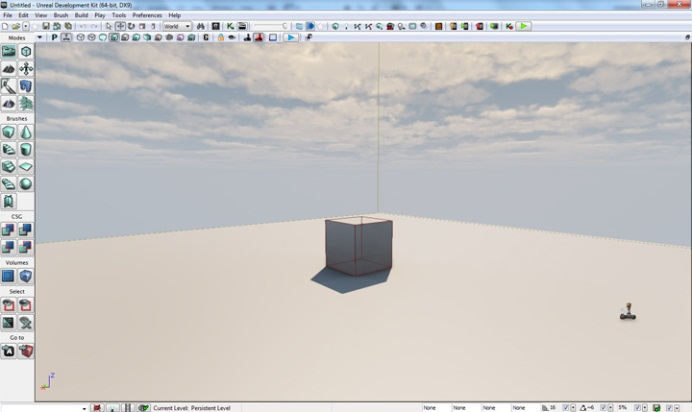 Untitled - Unreal Development Kit (64-bit, DX9)
File Edit View Brush Build Play Tools Preferences Help
World
Modes
P
Brushes
CSG
Volumes
Select
Go to
Z
Current Level: Persistent Level
None None None None 16 5%